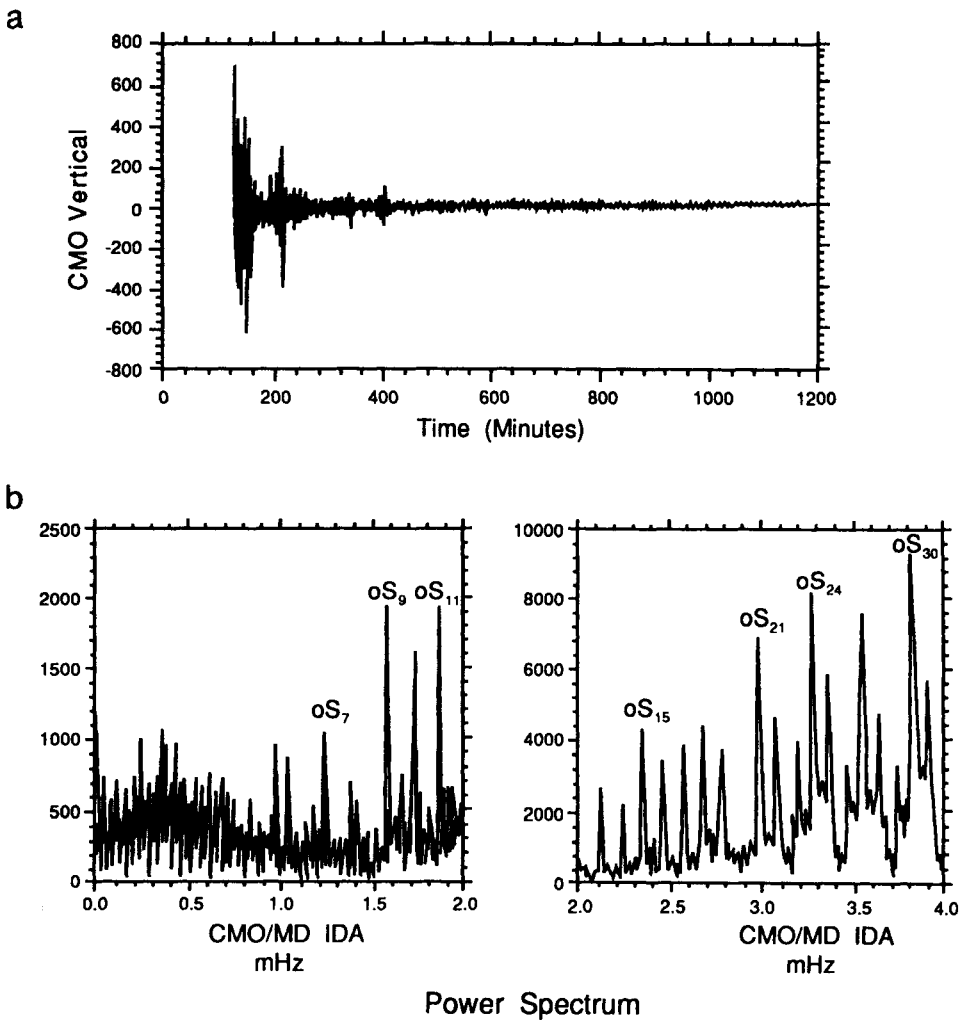 a
800
600
400
200
0
-200
-400
-600
-800
CMO Vertical
0 200 400 600 800 1000 1200
Time (Minutes)
b
2500
2000
1500
1000
500
0
oS₉ oS₁₁
oS₇
0.0 0.5 1.0 1.5 2.0
CMO/MD IDA
mHz
10000
8000
6000
4000
2000
0
oS₃₀
oS₂₄
oS₂₁
oS₁₅
2.0 3.0 3.5 4.0
CMO/MD IDA
mHz
Power Spectrum